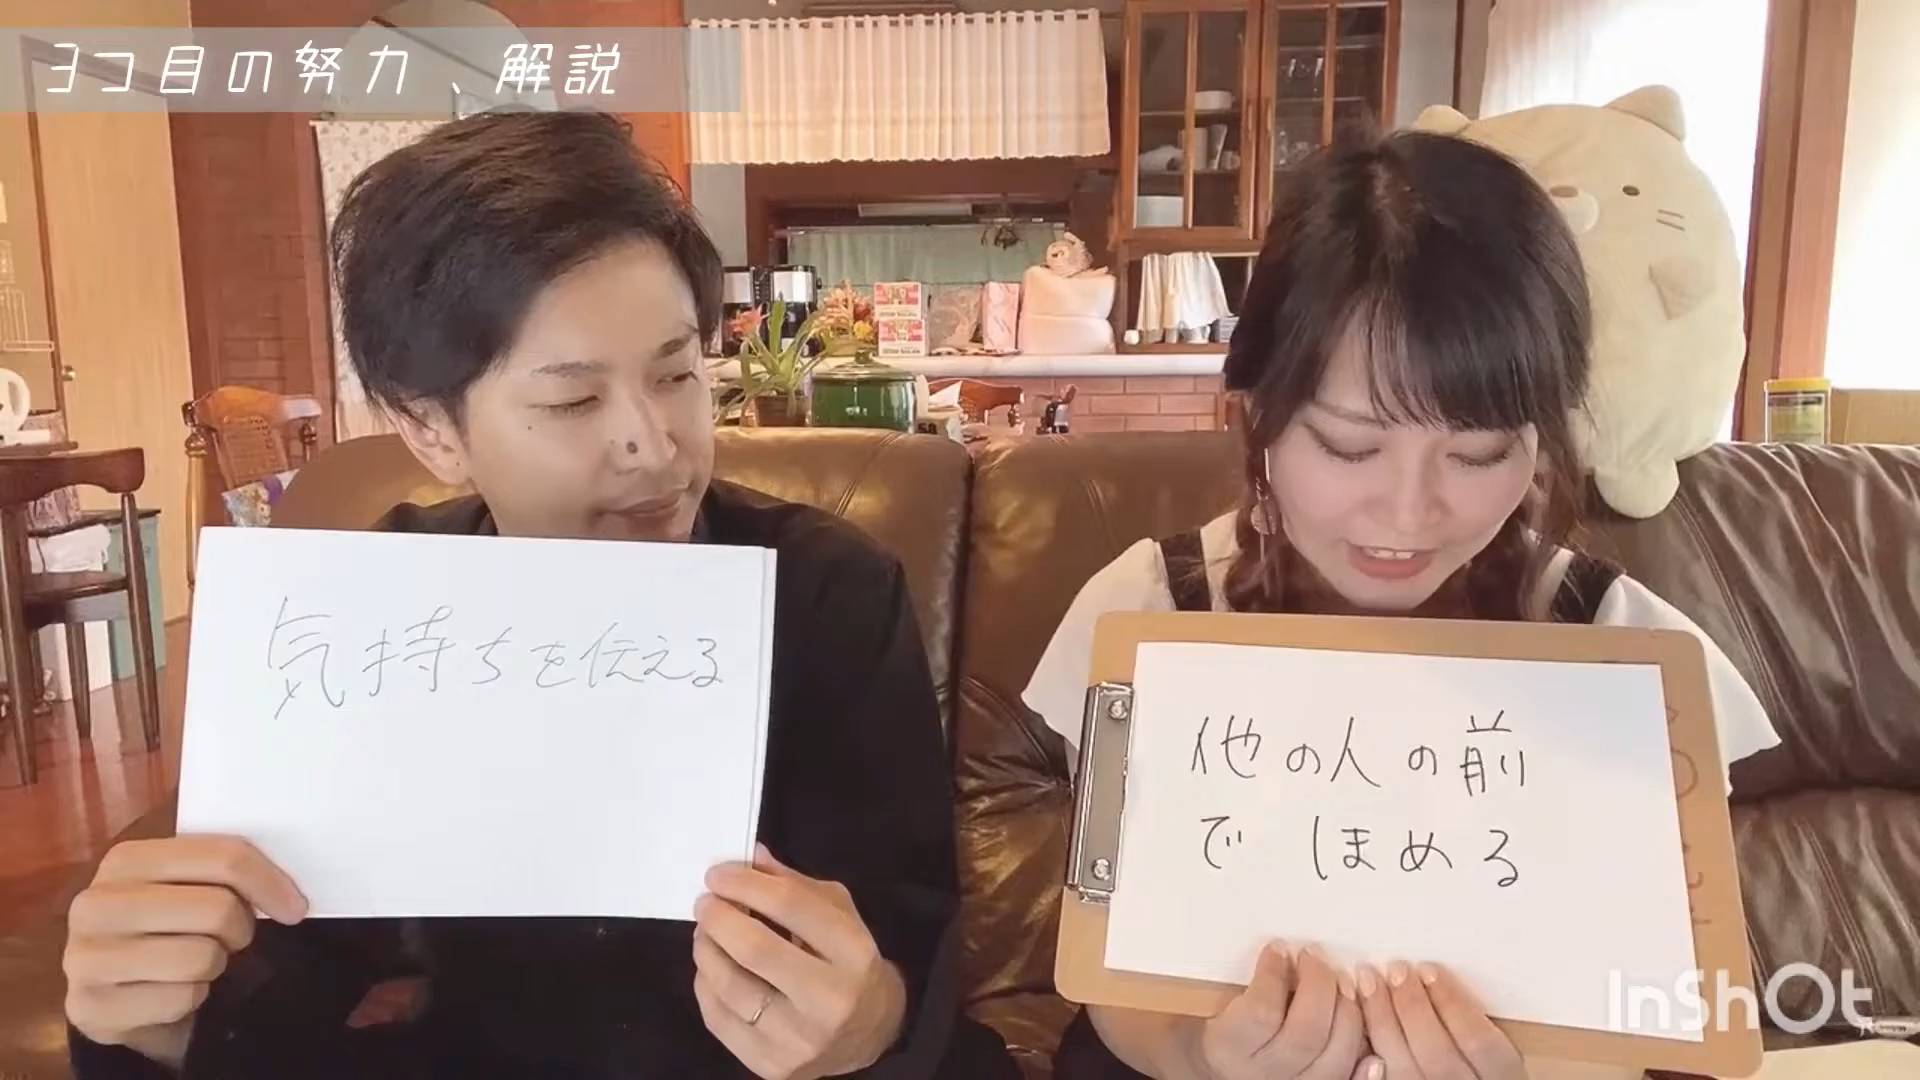 3つ目の努力、解説
気持ちを伝える
他の人の前
でほめる
InShOt